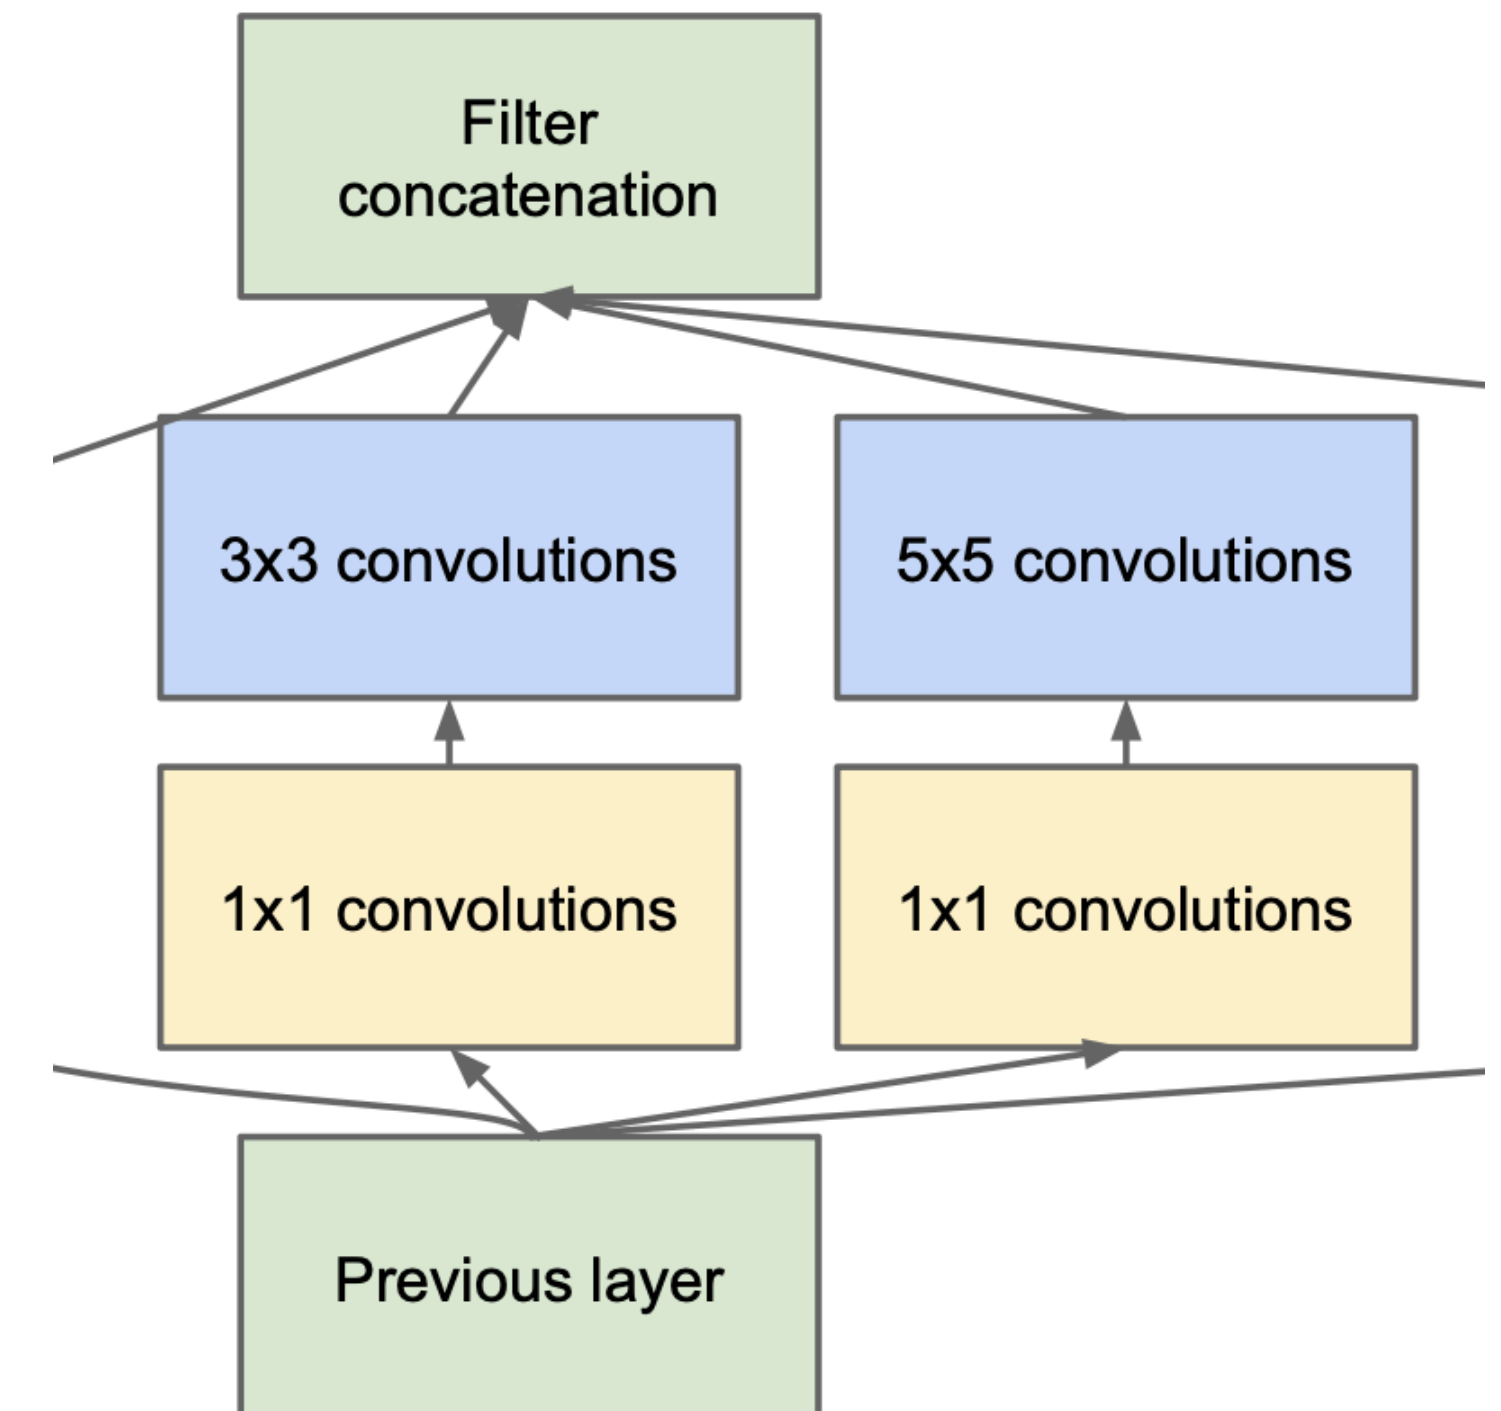 Filter
concatenation
3x3 convolutions
5x5 convolutions
1x1 convolutions
1x1 convolutions
Previous layer